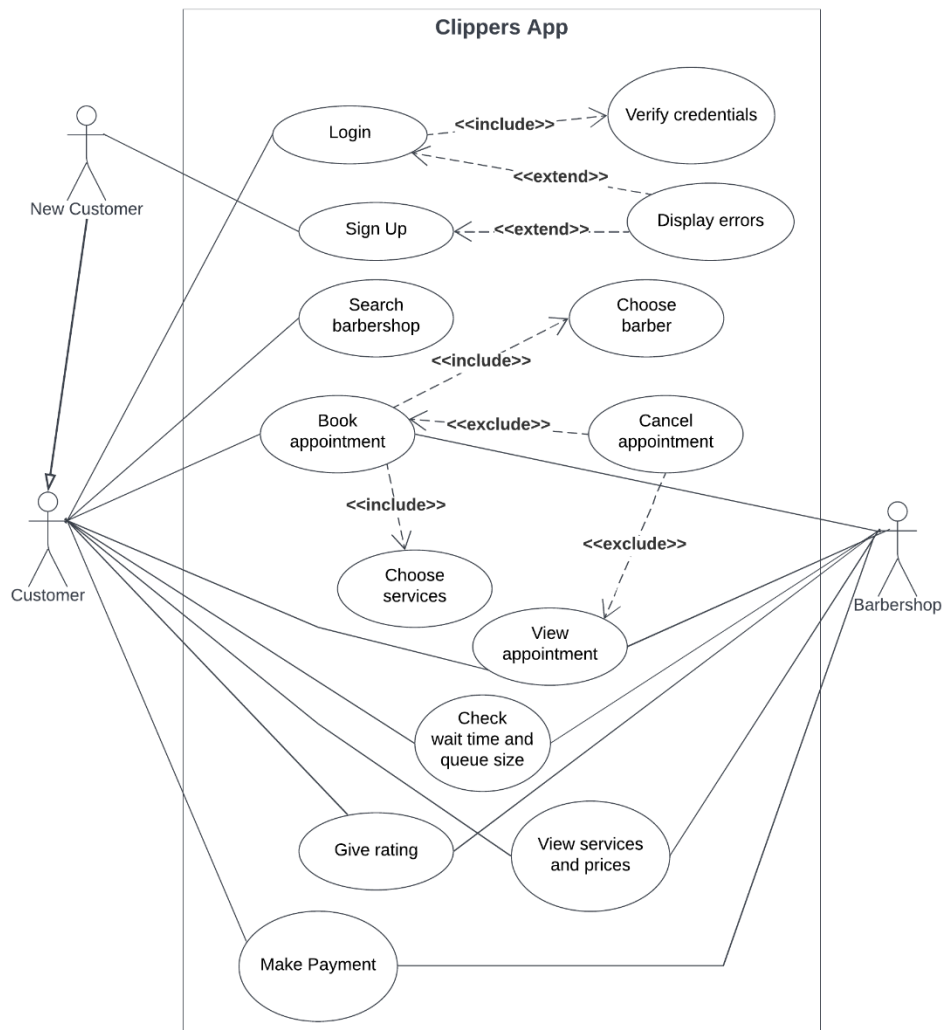 Clippers App
Login
<<include>>
Verify credentials
<<extend>>
New Customer
Sign Up
<<extend>>
Display errors
Search
barbershop
Choose
barber
<<include>>
Book
appointment
<<exclude>>
Cancel
appointment
<<include>>
<<exclude>>
Choose
services
Customer
Barbershop
View
appointment
Check
wait time and
queue size
Give rating
View services
and prices
Make Payment